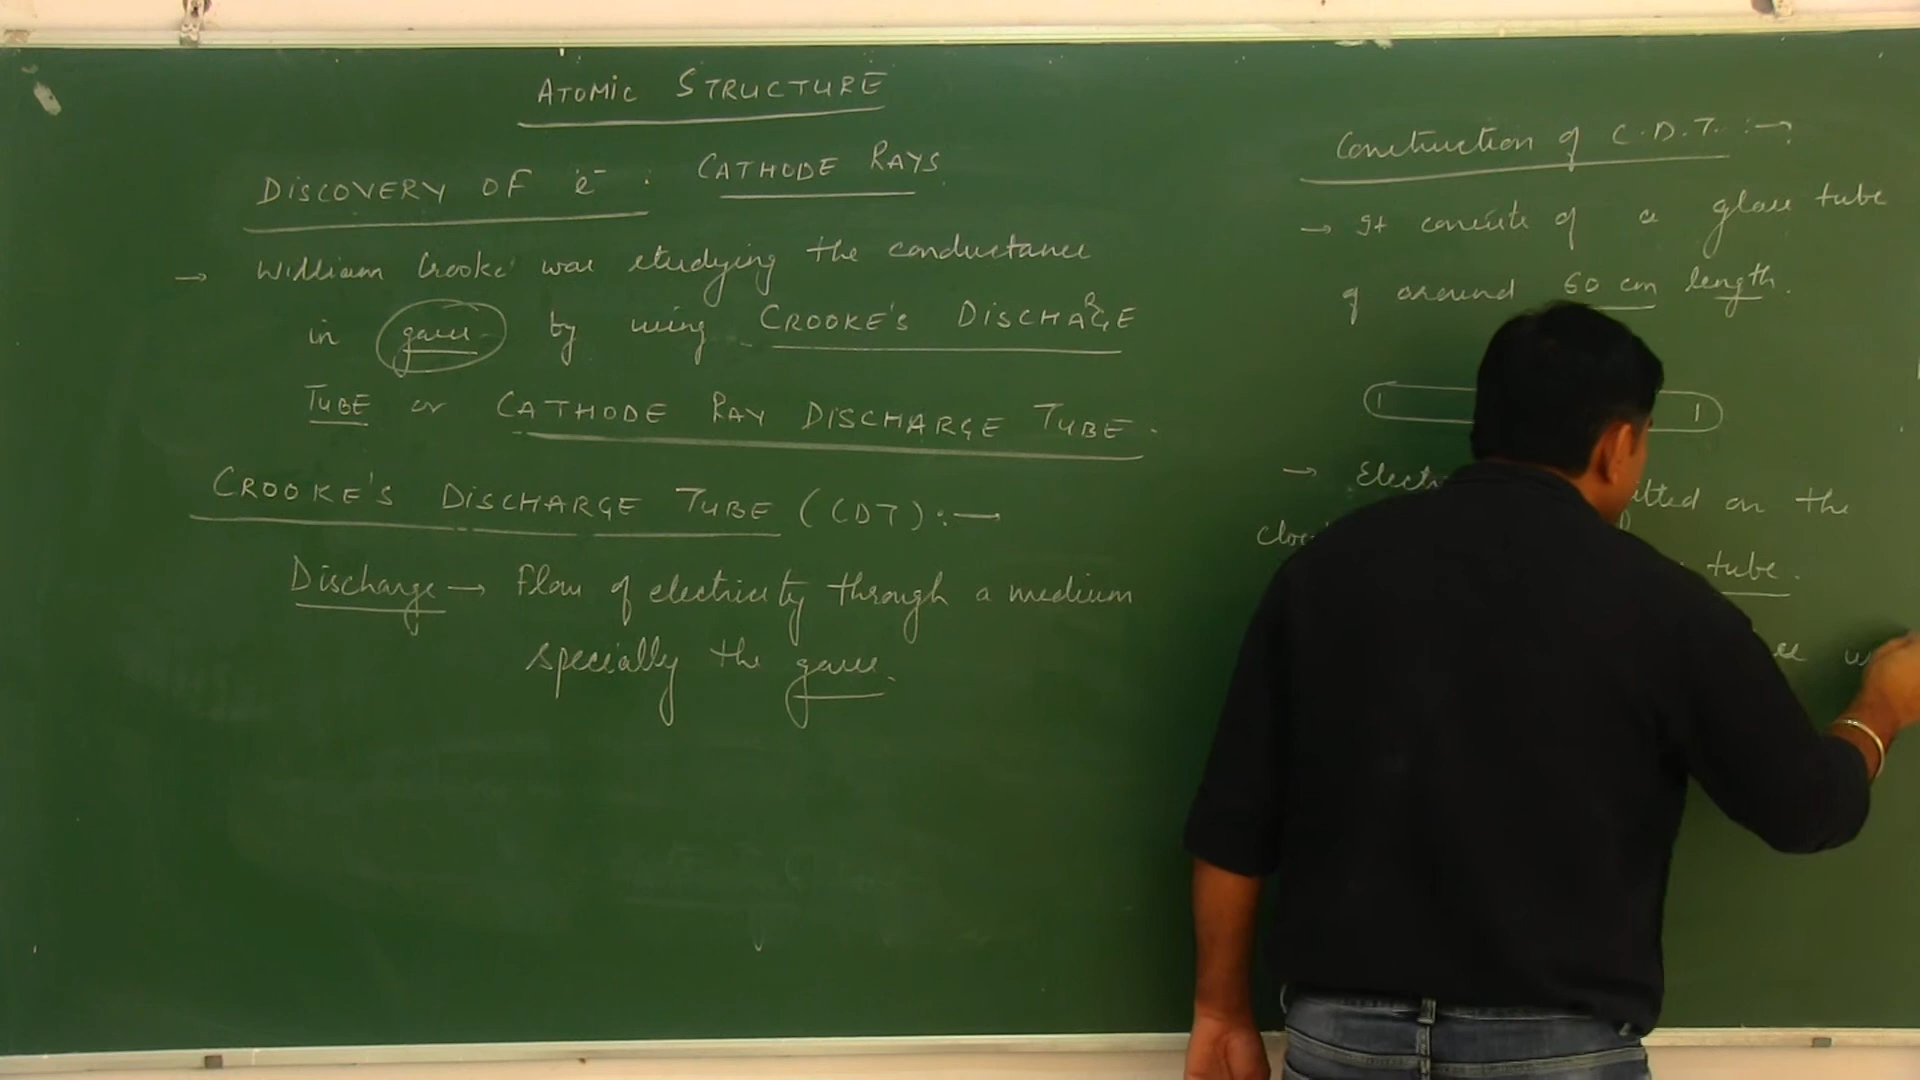 ATOMIC STRUCTURE
DISCOVERY OF e⁻ : CATHODE RAYS
→ William Crooke' was studying the conductance
in gases by using CROOKE'S DISCHARGE
TUBE or CATHODE RAY DISCHARGE TUBE.
CROOKE'S DISCHARGE TUBE (CDT):→
Discharge → Flow of electricity through a medium
specially the gases.
Construction of C.D.T. :→
→ It consists of a glass tube
of around 60 cm length.
→ on the
tube.